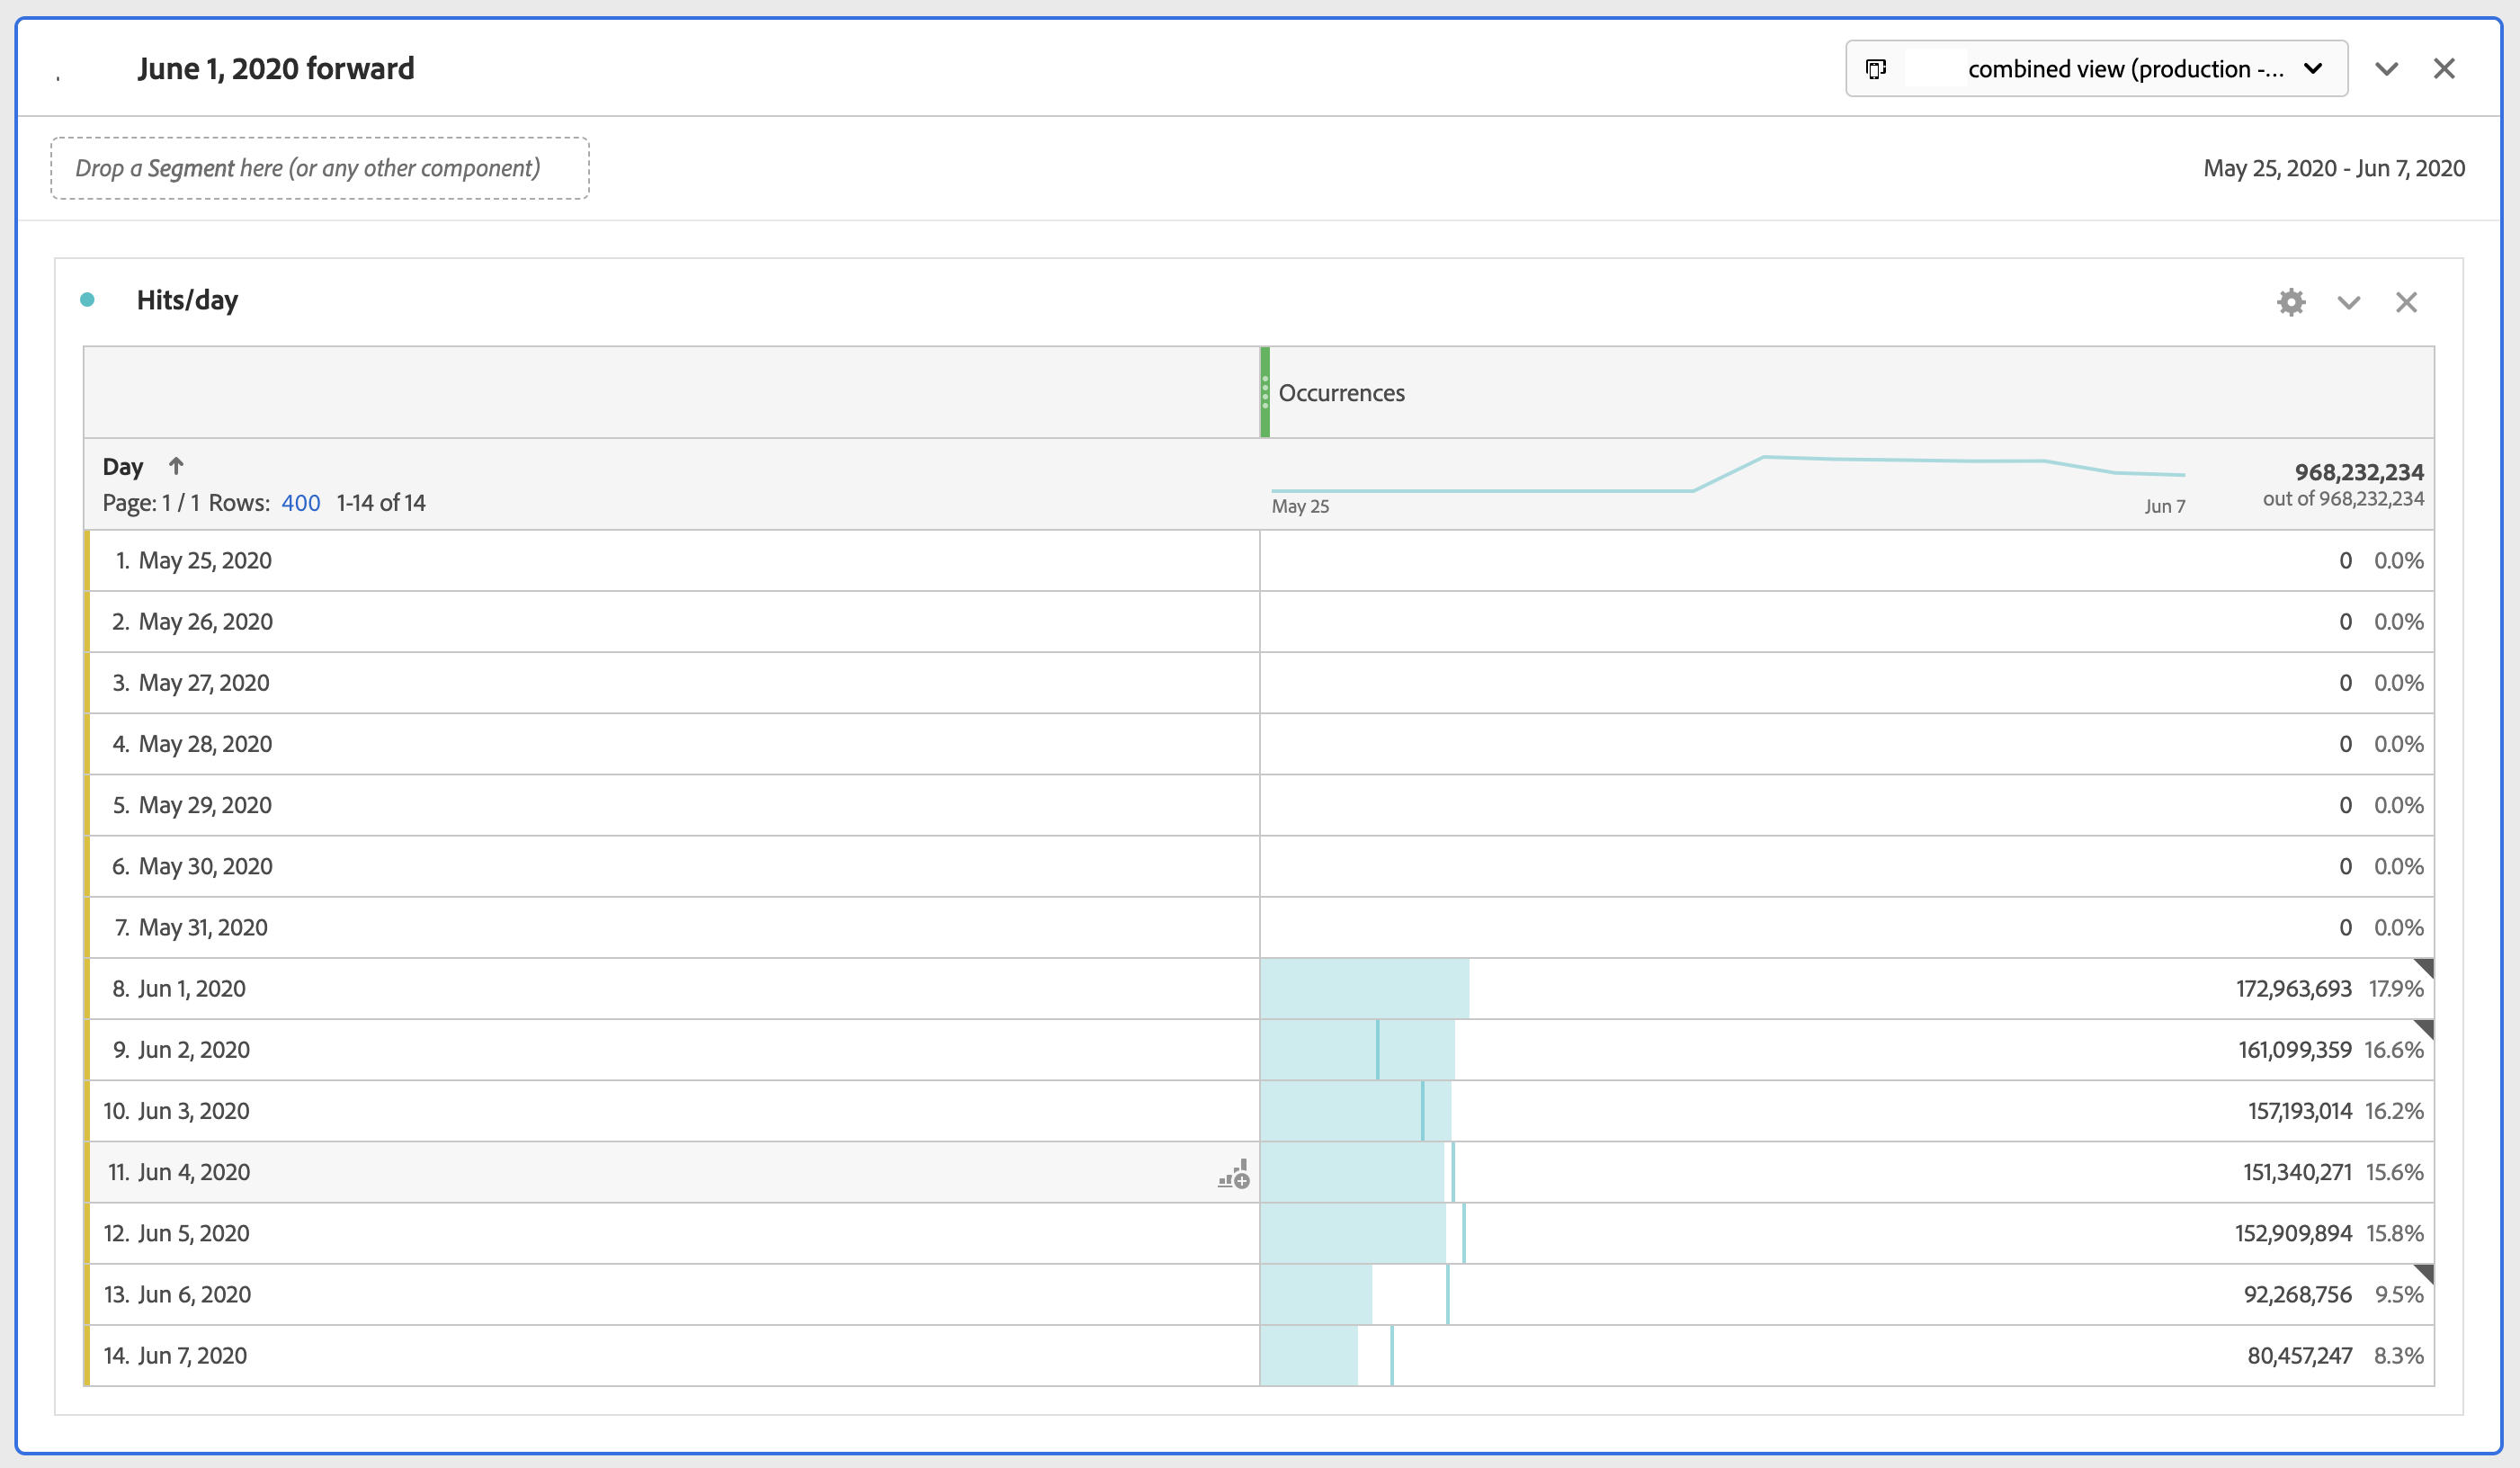 June 1, 2020 forward
combined view (production -...
Drop a Segment here (or any other component)
May 25, 2020 - Jun 7, 2020
Hits/day
Occurrences
Day
Page: 1 / 1 Rows: 400 1-14 of 14
May 25
Jun 7
968,232,234
out of 968,232,234
1. May 25, 2020 0 0.0%
2. May 26, 2020 0 0.0%
3. May 27, 2020 0 0.0%
4. May 28, 2020 0 0.0%
5. May 29, 2020 0 0.0%
6. May 30, 2020 0 0.0%
7. May 31, 2020 0 0.0%
8. Jun 1, 2020 172,963,693 17.9%
9. Jun 2, 2020 161,099,359 16.6%
10. Jun 3, 2020 157,193,014 16.2%
11. Jun 4, 2020 151,340,271 15.6%
12. Jun 5, 2020 152,909,894 15.8%
13. Jun 6, 2020 92,268,756 9.5%
14. Jun 7, 2020 80,457,247 8.3%